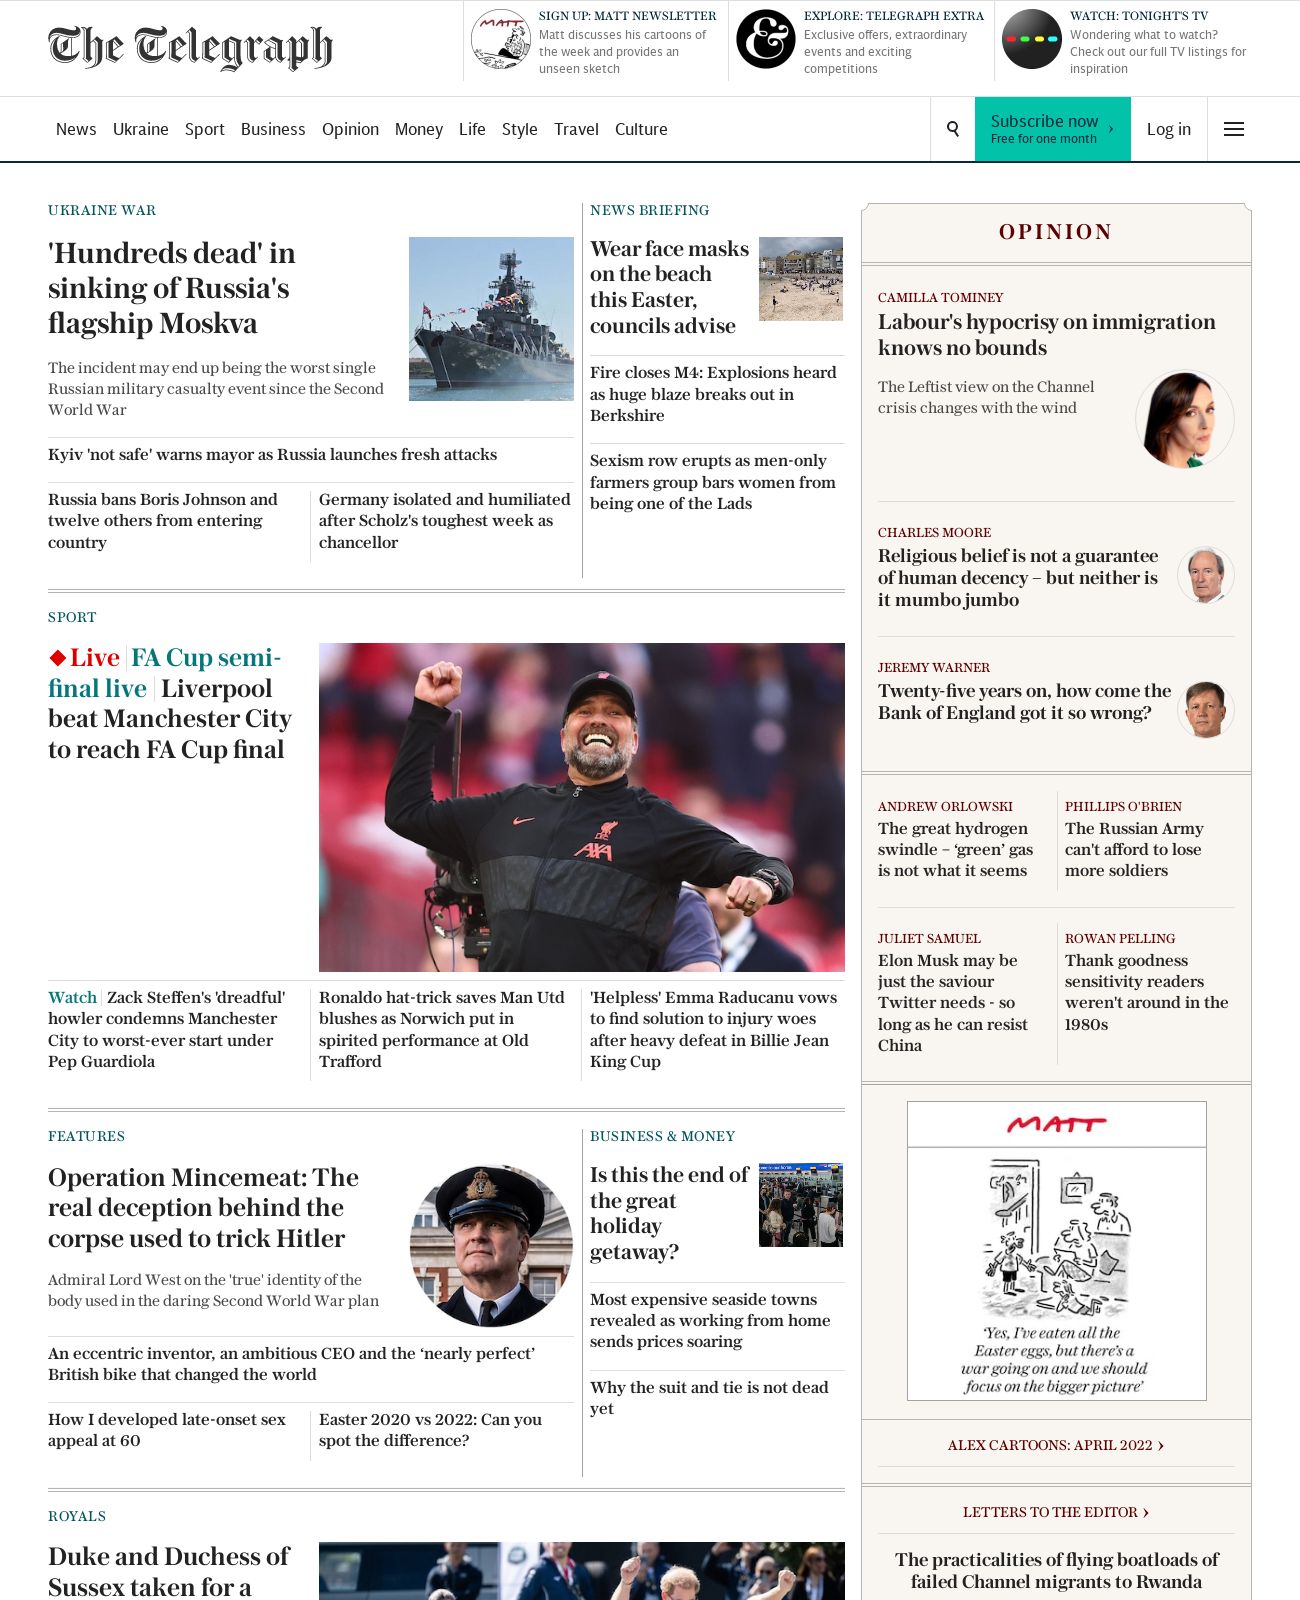 The Telegraph
SIGN UP: MATT NEWSLETTER
Matt discusses his cartoons of
the week and provides an
unseen sketch
EXPLORE: TELEGRAPH EXTRA
Exclusive offers, extraordinary
events and exciting
competitions
WATCH: TONIGHT'S TV
Wondering what to watch?
Check out our full TV listings for
inspiration
News Ukraine Sport Business Opinion Money Life Style Travel Culture
Subscribe now ›
Free for one month
Log in
UKRAINE WAR
'Hundreds dead' in
sinking of Russia's
flagship Moskva
The incident may end up being the worst single
Russian military casualty event since the Second
World War
Kyiv 'not safe' warns mayor as Russia launches fresh attacks
Russia bans Boris Johnson and
twelve others from entering
country
Germany isolated and humiliated
after Scholz's toughest week as
chancellor
NEWS BRIEFING
Wear face masks
on the beach
this Easter,
councils advise
Fire closes M4: Explosions heard
as huge blaze breaks out in
Berkshire
Sexism row erupts as men-only
farmers group bars women from
being one of the Lads
SPORT
Live FA Cup semi-
final live Liverpool
beat Manchester City
to reach FA Cup final
AXA
Watch Zack Steffen's 'dreadful'
howler condemns Manchester
City to worst-ever start under
Pep Guardiola
Ronaldo hat-trick saves Man Utd
blushes as Norwich put in
spirited performance at Old
Trafford
'Helpless' Emma Raducanu vows
to find solution to injury woes
after heavy defeat in Billie Jean
King Cup
FEATURES
Operation Mincemeat: The
real deception behind the
corpse used to trick Hitler
Admiral Lord West on the 'true' identity of the
body used in the daring Second World War plan
An eccentric inventor, an ambitious CEO and the ‘nearly perfect’
British bike that changed the world
How I developed late-onset sex
appeal at 60
Easter 2020 vs 2022: Can you
spot the difference?
BUSINESS & MONEY
Is this the end of
the great
holiday
getaway?
Most expensive seaside towns
revealed as working from home
sends prices soaring
Why the suit and tie is not dead
yet
ROYALS
Duke and Duchess of
Sussex taken for a
OPINION
CAMILLA TOMINEY
Labour's hypocrisy on immigration
knows no bounds
The Leftist view on the Channel
crisis changes with the wind
CHARLES MOORE
Religious belief is not a guarantee
of human decency – but neither is
it mumbo jumbo
JEREMY WARNER
Twenty-five years on, how come the
Bank of England got it so wrong?
ANDREW ORLOWSKI
The great hydrogen
swindle – ‘green’ gas
is not what it seems
PHILLIPS O'BRIEN
The Russian Army
can't afford to lose
more soldiers
JULIET SAMUEL
Elon Musk may be
just the saviour
Twitter needs - so
long as he can resist
China
ROWAN PELLING
Thank goodness
sensitivity readers
weren't around in the
1980s
MATT
‘Yes, I've eaten all the
Easter eggs, but there's a
war going on and we should
focus on the bigger picture’
ALEX CARTOONS: APRIL 2022 ›
LETTERS TO THE EDITOR ›
The practicalities of flying boatloads of
failed Channel migrants to Rwanda